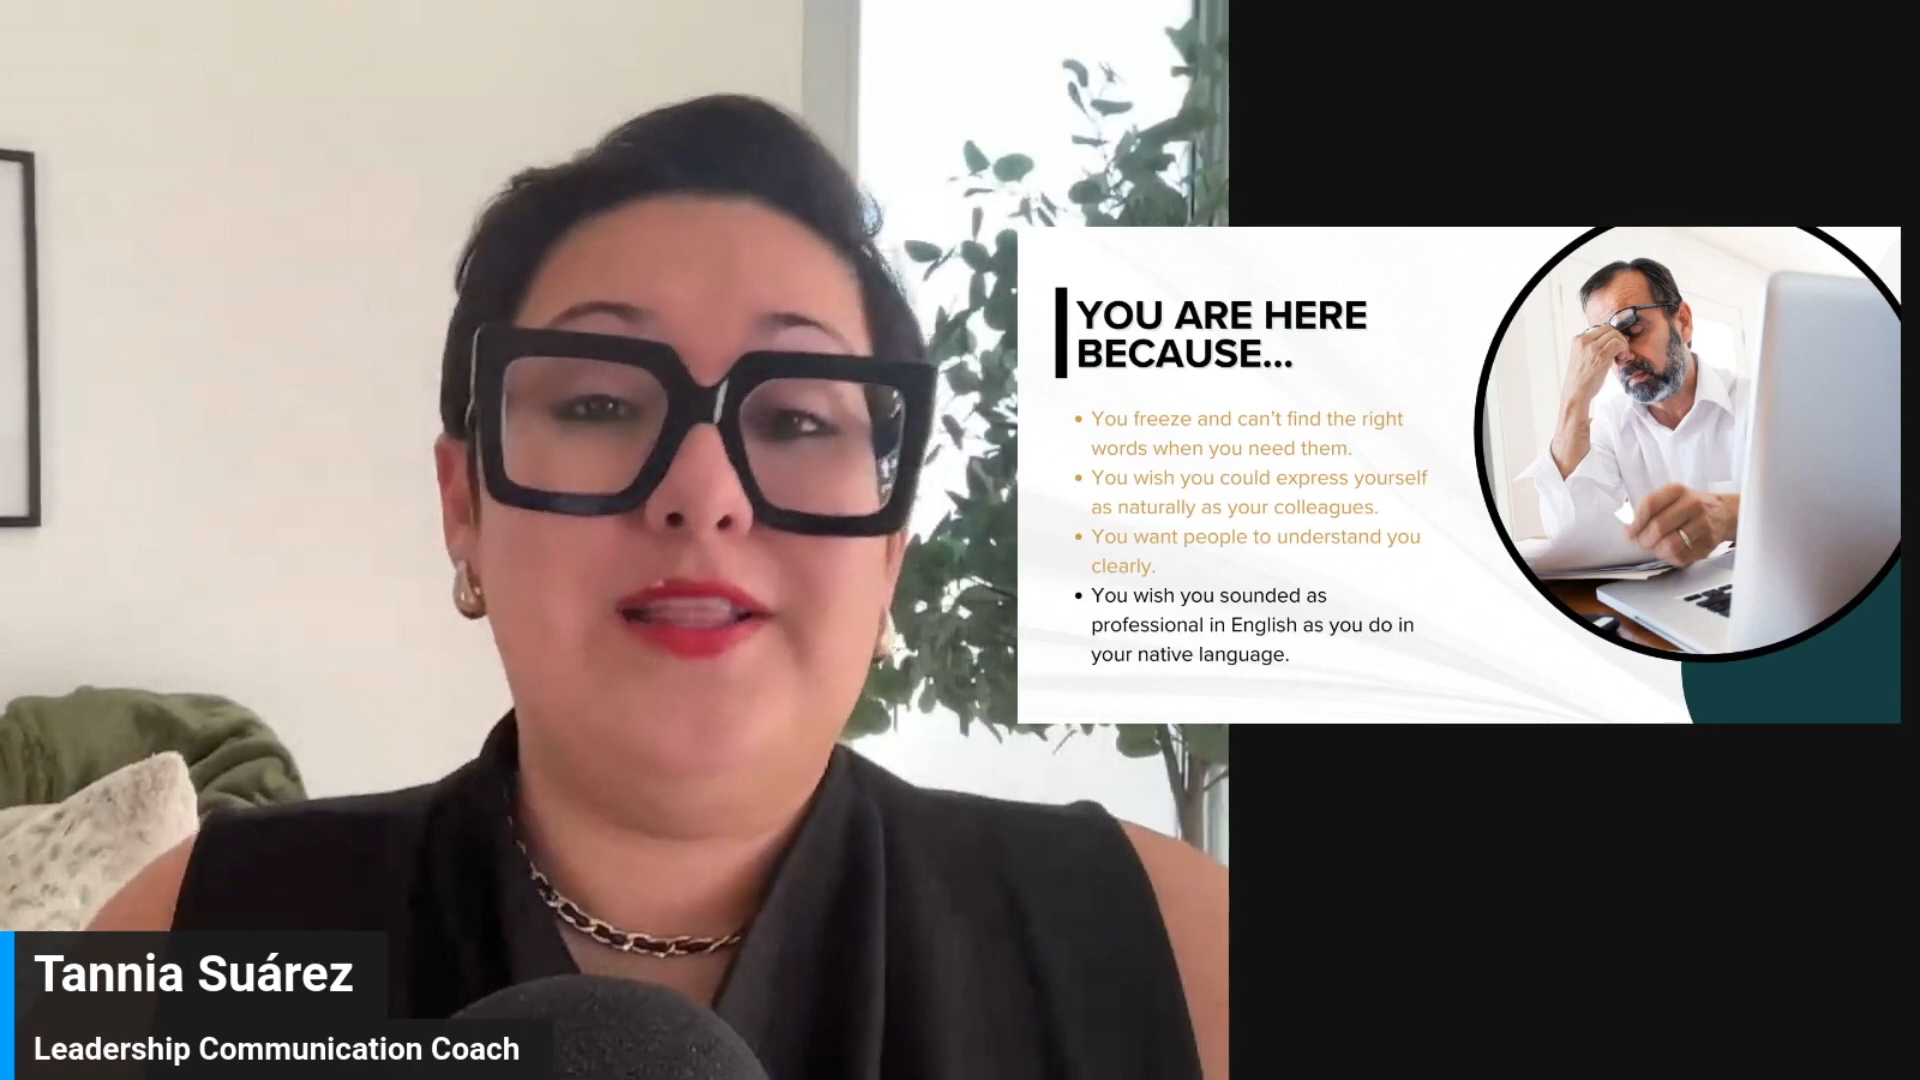 YOU ARE HERE
BECAUSE...
• You freeze and can't find the right
words when you need them.
• You wish you could express yourself
as naturally as your colleagues.
• You want people to understand you
clearly.
• You wish you sounded as
professional in English as you do in
your native language.
Tannia Suárez
Leadership Communication Coach